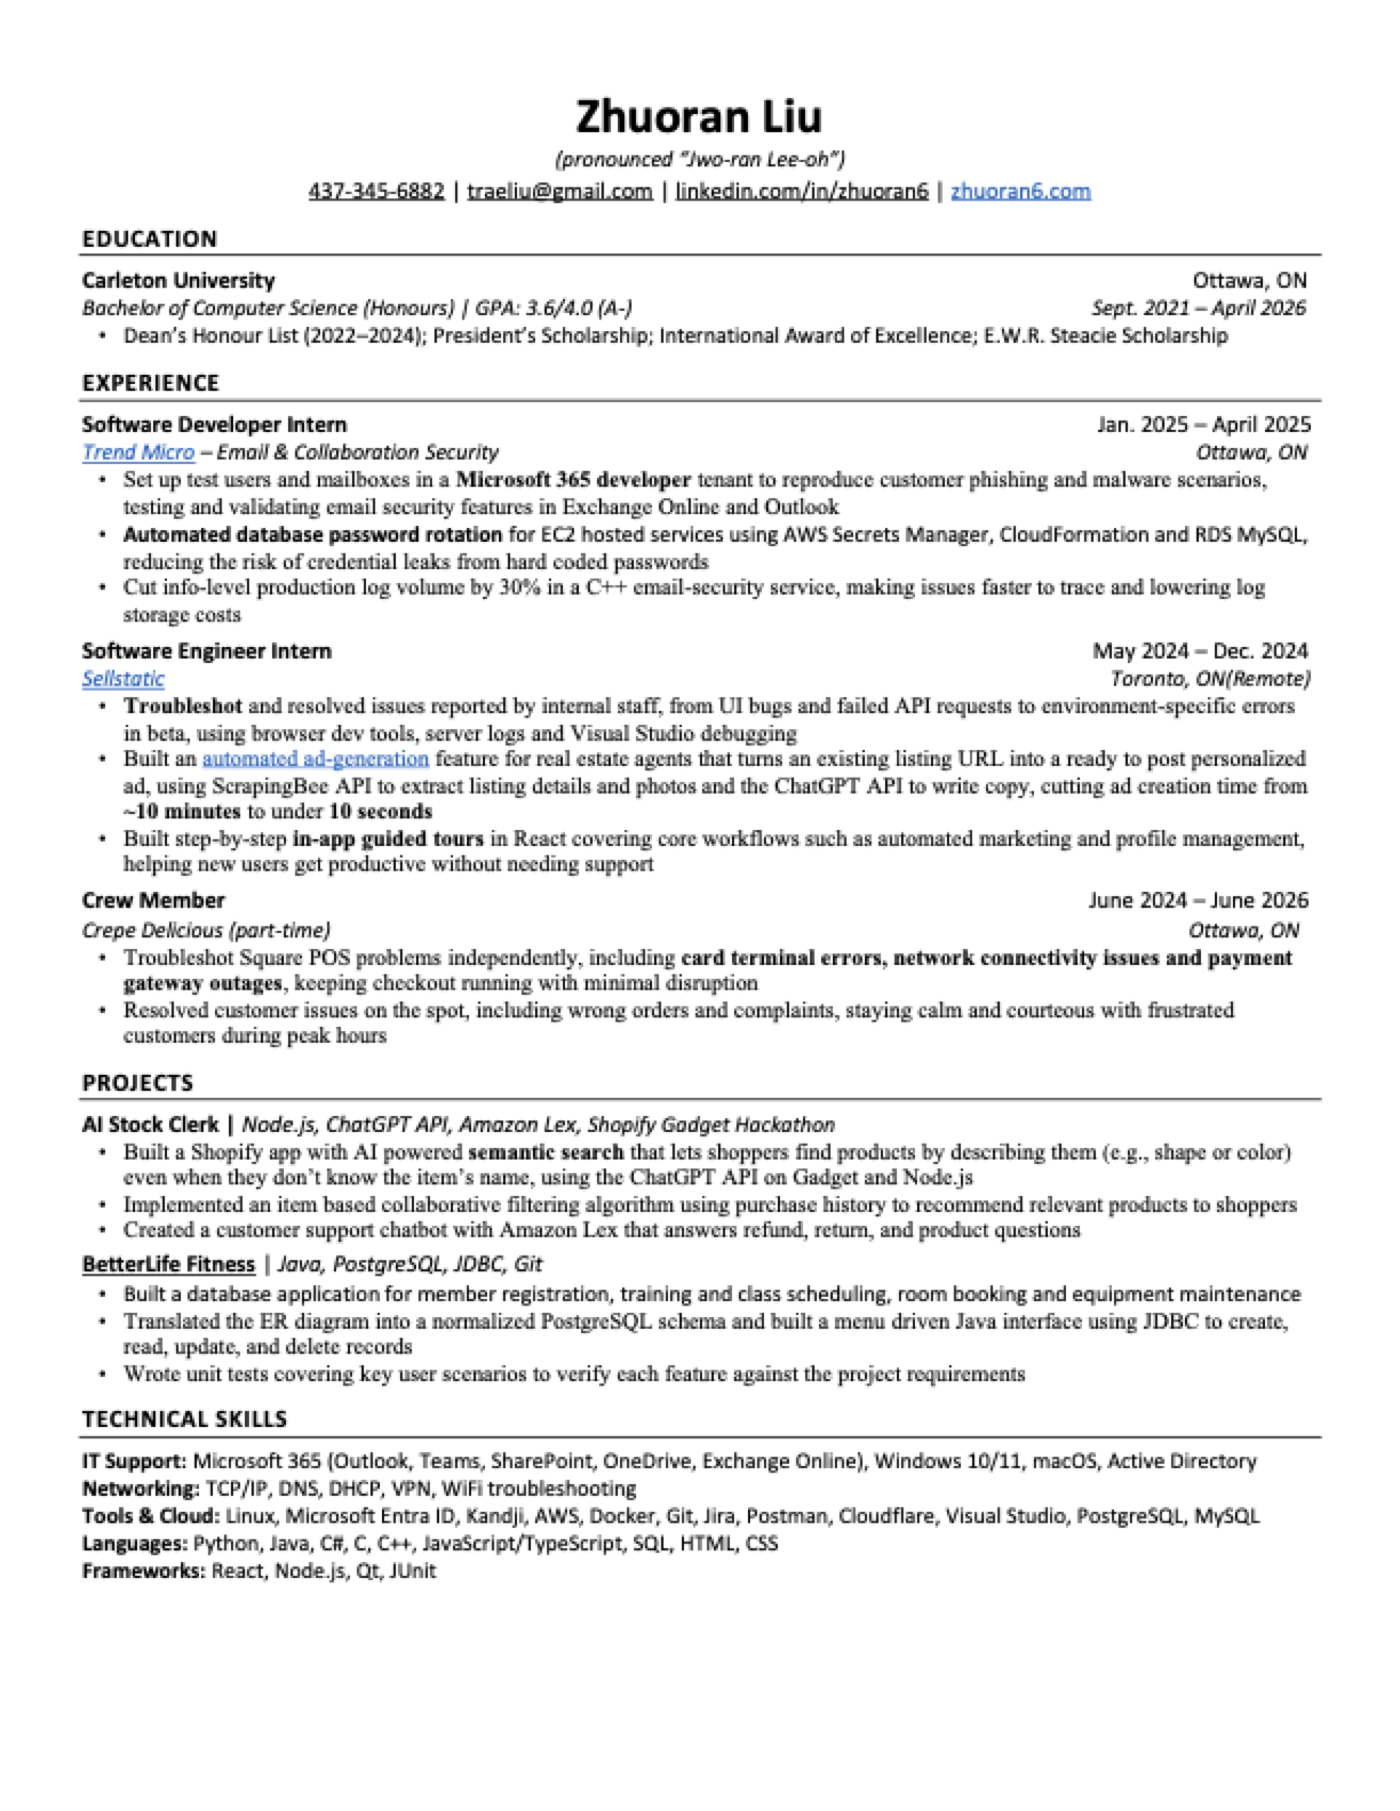 Zhuoran Liu
(pronounced “Jwo-ran Lee-oh”)
437-345-6882 | traeliu@gmail.com | linkedin.com/in/zhuoran6 | zhuoran6.com
EDUCATION
Carleton University Ottawa, ON
Bachelor of Computer Science (Honours) | GPA: 3.6/4.0 (A-) Sept. 2021 – April 2026
• Dean’s Honour List (2022–2024); President’s Scholarship; International Award of Excellence; E.W.R. Steacie Scholarship
EXPERIENCE
Software Developer Intern Jan. 2025 – April 2025
Trend Micro – Email & Collaboration Security Ottawa, ON
• Set up test users and mailboxes in a Microsoft 365 developer tenant to reproduce customer phishing and malware scenarios,
testing and validating email security features in Exchange Online and Outlook
• Automated database password rotation for EC2 hosted services using AWS Secrets Manager, CloudFormation and RDS MySQL,
reducing the risk of credential leaks from hard coded passwords
• Cut info-level production log volume by 30% in a C++ email-security service, making issues faster to trace and lowering log
storage costs
Software Engineer Intern May 2024 – Dec. 2024
Sellstatic Toronto, ON(Remote)
• Troubleshot and resolved issues reported by internal staff, from UI bugs and failed API requests to environment-specific errors
in beta, using browser dev tools, server logs and Visual Studio debugging
• Built an automated ad-generation feature for real estate agents that turns an existing listing URL into a ready to post personalized
ad, using ScrapingBee API to extract listing details and photos and the ChatGPT API to write copy, cutting ad creation time from
~10 minutes to under 10 seconds
• Built step-by-step in-app guided tours in React covering core workflows such as automated marketing and profile management,
helping new users get productive without needing support
Crew Member June 2024 – June 2026
Crepe Delicious (part-time) Ottawa, ON
• Troubleshot Square POS problems independently, including card terminal errors, network connectivity issues and payment
gateway outages, keeping checkout running with minimal disruption
• Resolved customer issues on the spot, including wrong orders and complaints, staying calm and courteous with frustrated
customers during peak hours
PROJECTS
AI Stock Clerk | Node.js, ChatGPT API, Amazon Lex, Shopify Gadget Hackathon
• Built a Shopify app with AI powered semantic search that lets shoppers find products by describing them (e.g., shape or color)
even when they don’t know the item’s name, using the ChatGPT API on Gadget and Node.js
• Implemented an item based collaborative filtering algorithm using purchase history to recommend relevant products to shoppers
• Created a customer support chatbot with Amazon Lex that answers refund, return, and product questions
BetterLife Fitness | Java, PostgreSQL, JDBC, Git
• Built a database application for member registration, training and class scheduling, room booking and equipment maintenance
• Translated the ER diagram into a normalized PostgreSQL schema and built a menu driven Java interface using JDBC to create,
read, update, and delete records
• Wrote unit tests covering key user scenarios to verify each feature against the project requirements
TECHNICAL SKILLS
IT Support: Microsoft 365 (Outlook, Teams, SharePoint, OneDrive, Exchange Online), Windows 10/11, macOS, Active Directory
Networking: TCP/IP, DNS, DHCP, VPN, WiFi troubleshooting
Tools & Cloud: Linux, Microsoft Entra ID, Kandji, AWS, Docker, Git, Jira, Postman, Cloudflare, Visual Studio, PostgreSQL, MySQL
Languages: Python, Java, C#, C, C++, JavaScript/TypeScript, SQL, HTML, CSS
Frameworks: React, Node.js, Qt, JUnit